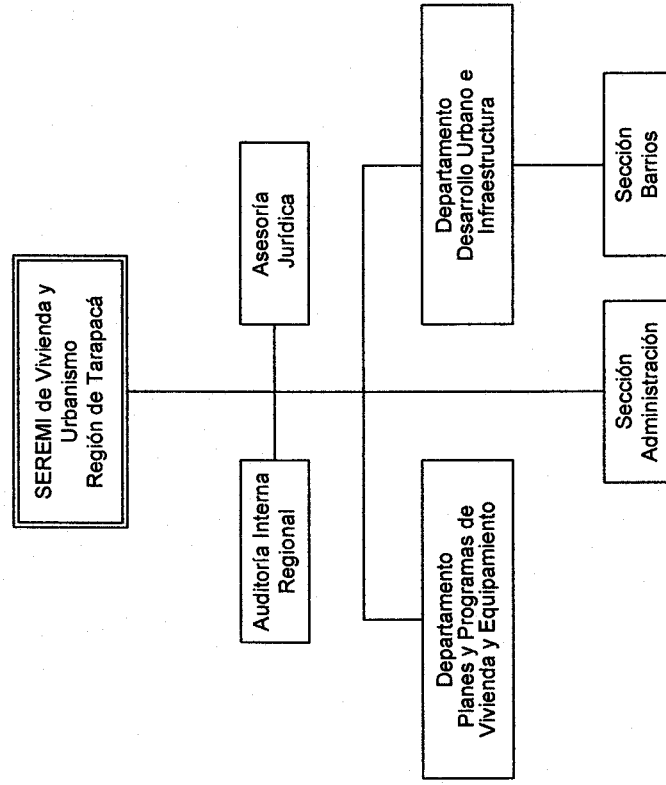 SEREMI de Vivienda y
Urbanismo
Región de Tarapacá
Auditoría Interna
Regional
Asesoría
Jurídica
Departamento
Planes y Programas de
Vivienda y Equipamiento
Departamento
Desarrollo Urbano e
Infraestructura
Sección
Administración
Sección
Barrios